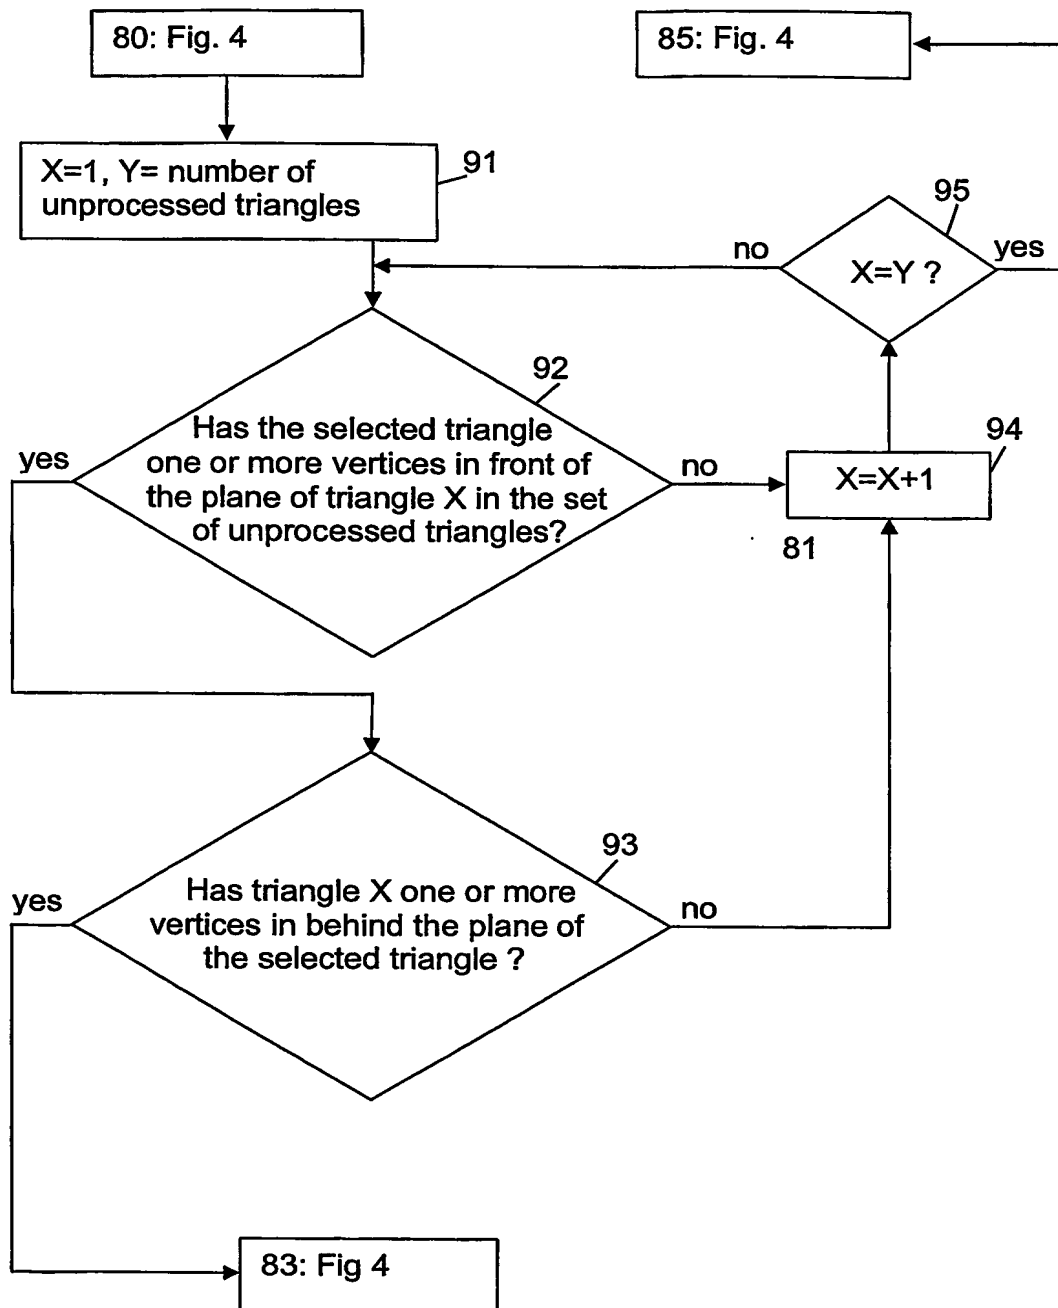 80: Fig. 4
85: Fig. 4
X=1, Y= number of
unprocessed triangles
91
95
no
X=Y ?
yes
92
Has the selected triangle
one or more vertices in front of
the plane of triangle X in the set
of unprocessed triangles?
yes
no
94
X=X+1
81
93
Has triangle X one or more
vertices in behind the plane of
the selected triangle ?
yes
no
83: Fig 4